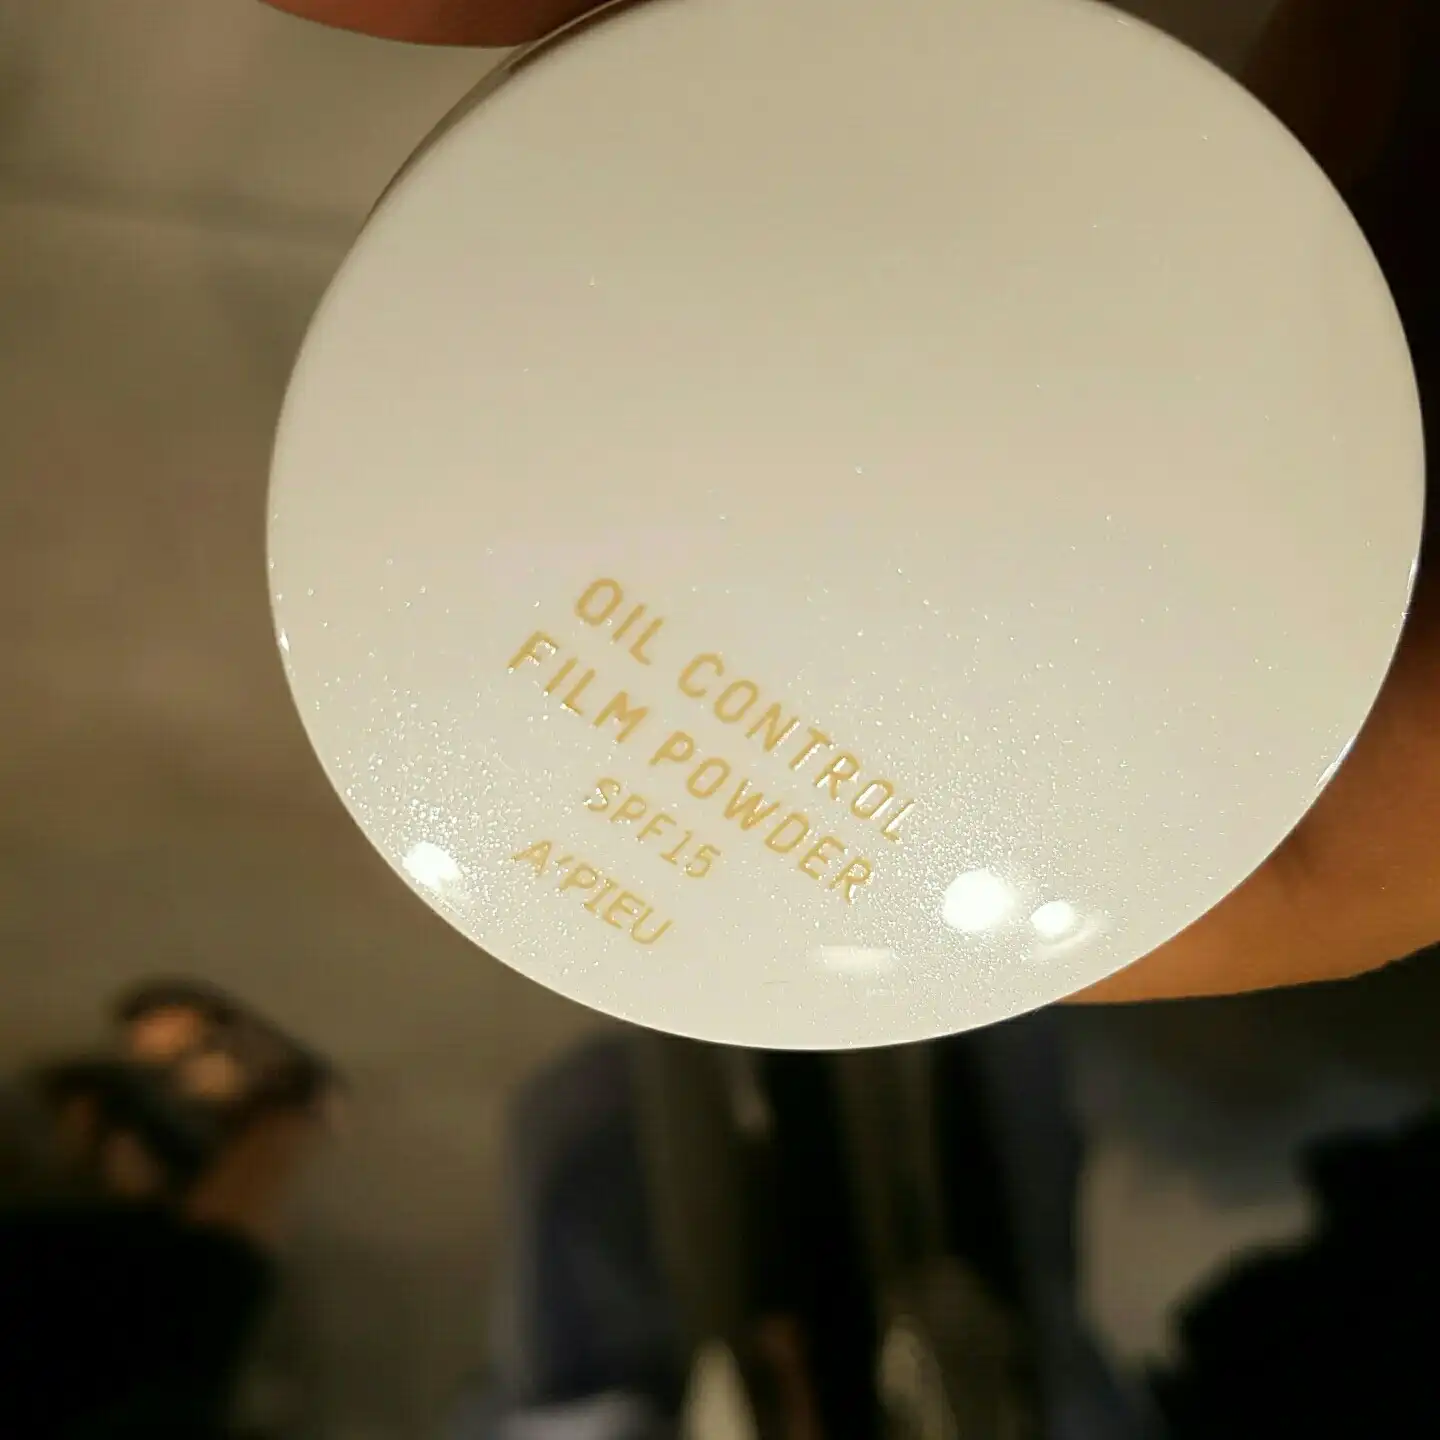 OIL CONTROL
FILM POWDER
SPF15
A'PIEU